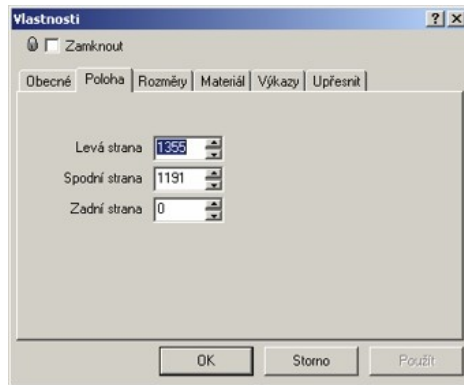 Vlastnosti
Zamknout
Obecné Poloha Rozměry Materiál Výkazy Upřesnit
Levá strana 1355
Spodní strana 1191
Zadní strana 0
OK Storno Použít